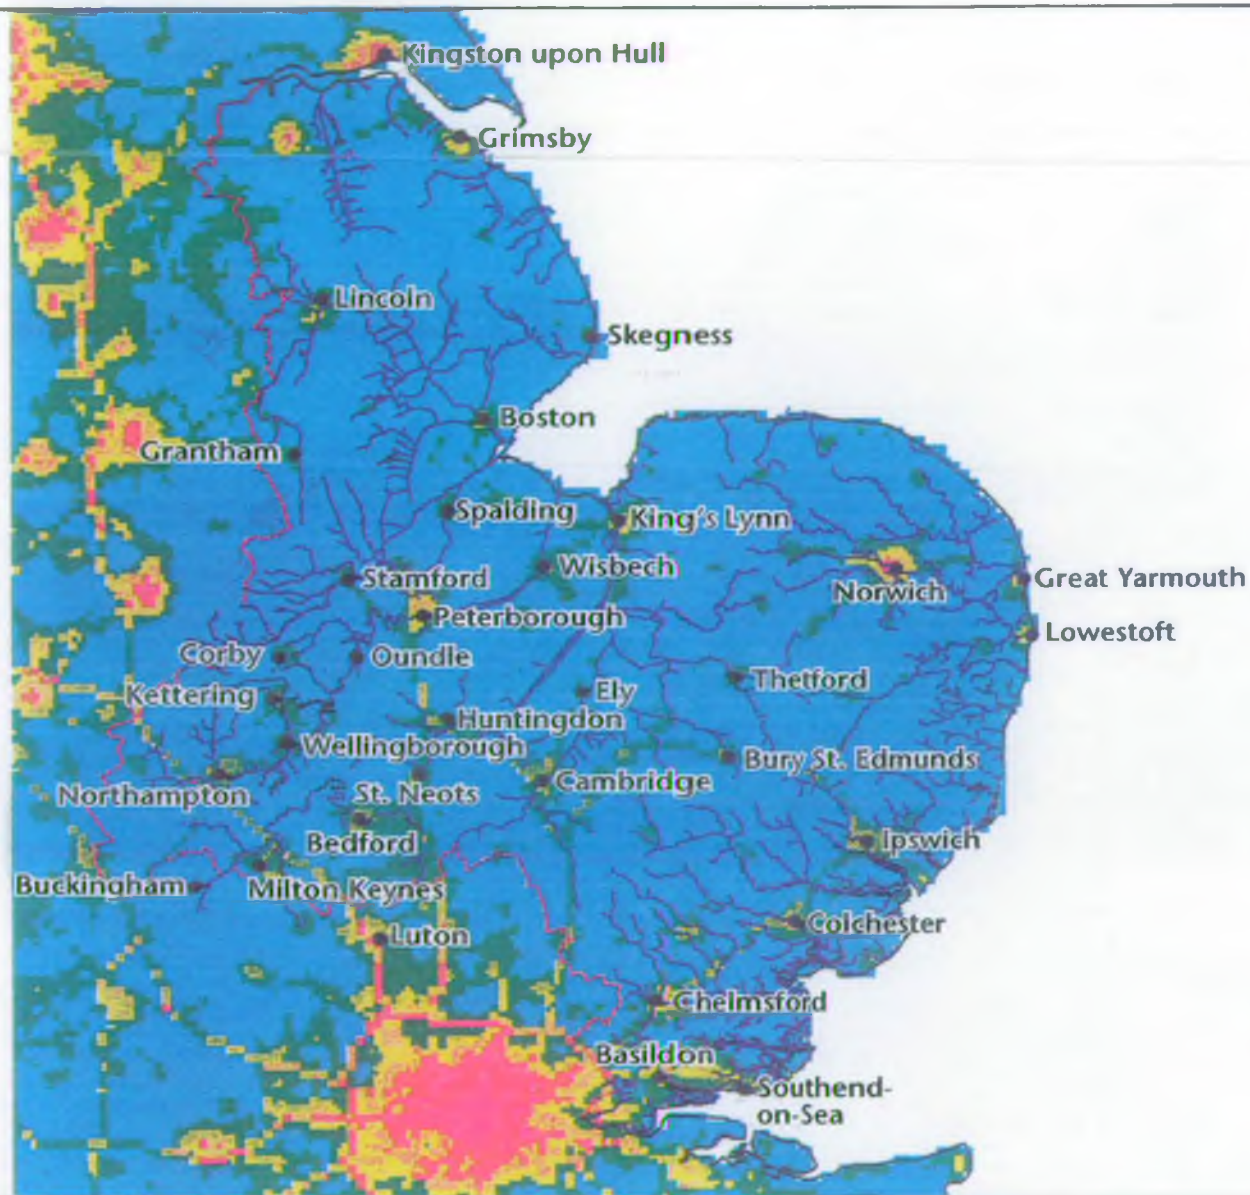 Kingston upon Hull
Grimsby
Lincoln
Skegness
Boston
Grantham
Spalding
King's Lynn
Wisbech
Stamford
Norwich
Great Yarmouth
Peterborough
Lowestoft
Corby
Oundle
Thetford
Kettering
Ely
Huntingdon
Wellingborough
Bury St. Edmunds
Cambridge
Northampton
St. Neots
Bedford
Ipswich
Buckingham
Milton Keynes
Colchester
Luton
Chelmsford
Basildon
Southend-
on-Sea